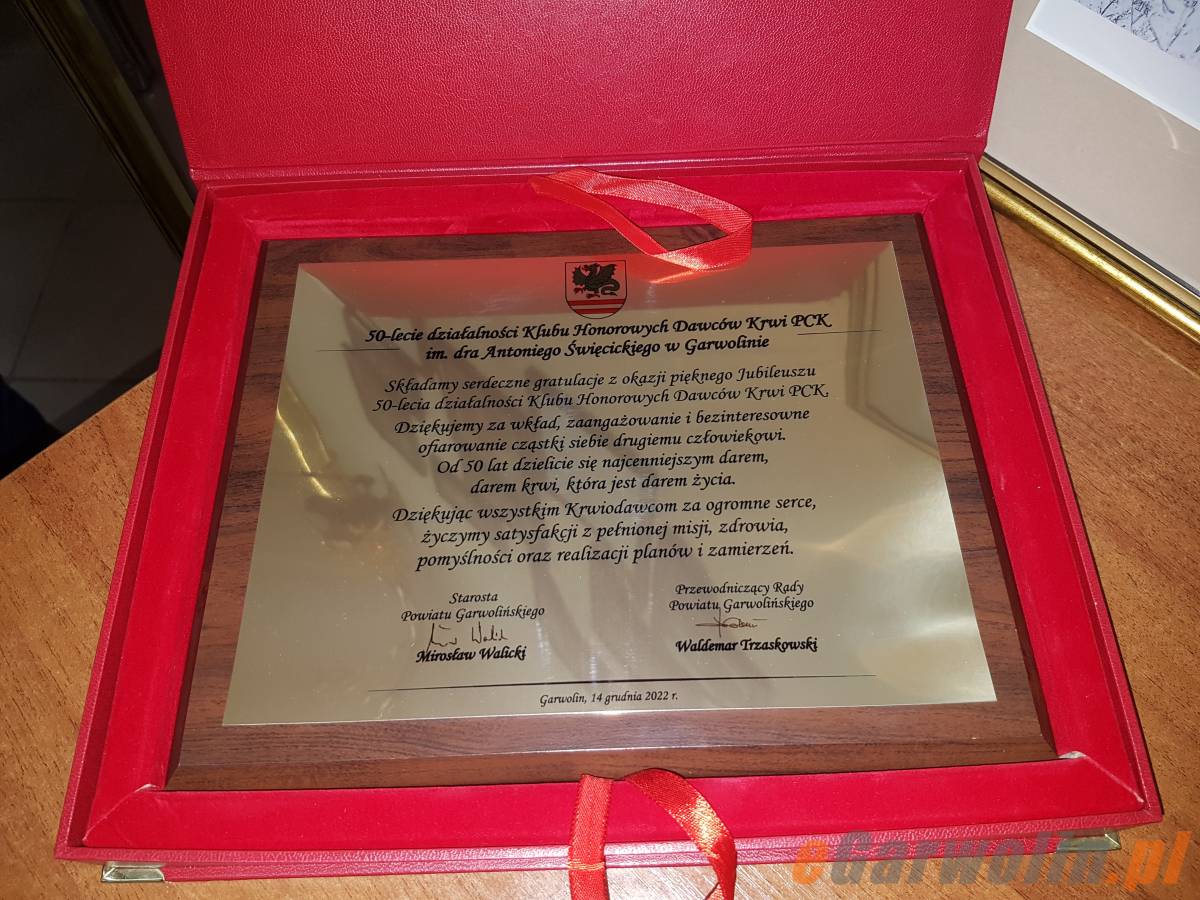 50-lecie działalności Klubu Honorowych Dawców Krwi PCK
im. dra Antoniego Święcickiego w Garwolinie
Składamy serdeczne gratulacje z okazji pięknego Jubileuszu
50-lecia działalności Klubu Honorowych Dawców Krwi PCK.
Dziękujemy za wkład, zaangażowanie i bezinteresowne
ofiarowanie cząstki siebie drugiemu człowiekowi.
Od 50 lat dzielicie się najcenniejszym darem,
darem krwi, która jest darem życia.
Dziękując wszystkim Krwiodawcom za ogromne serce,
życzymy satysfakcji z pełnionej misji, zdrowia,
pomyślności oraz realizacji planów i zamierzeń.
Starosta
Powiatu Garwolińskiego
Mirosław Walicki
Przewodniczący Rady
Powiatu Garwolińskiego
Waldemar Trzaskowski
Garwolin, 14 grudnia 2022 r.
eGarwolin.pl